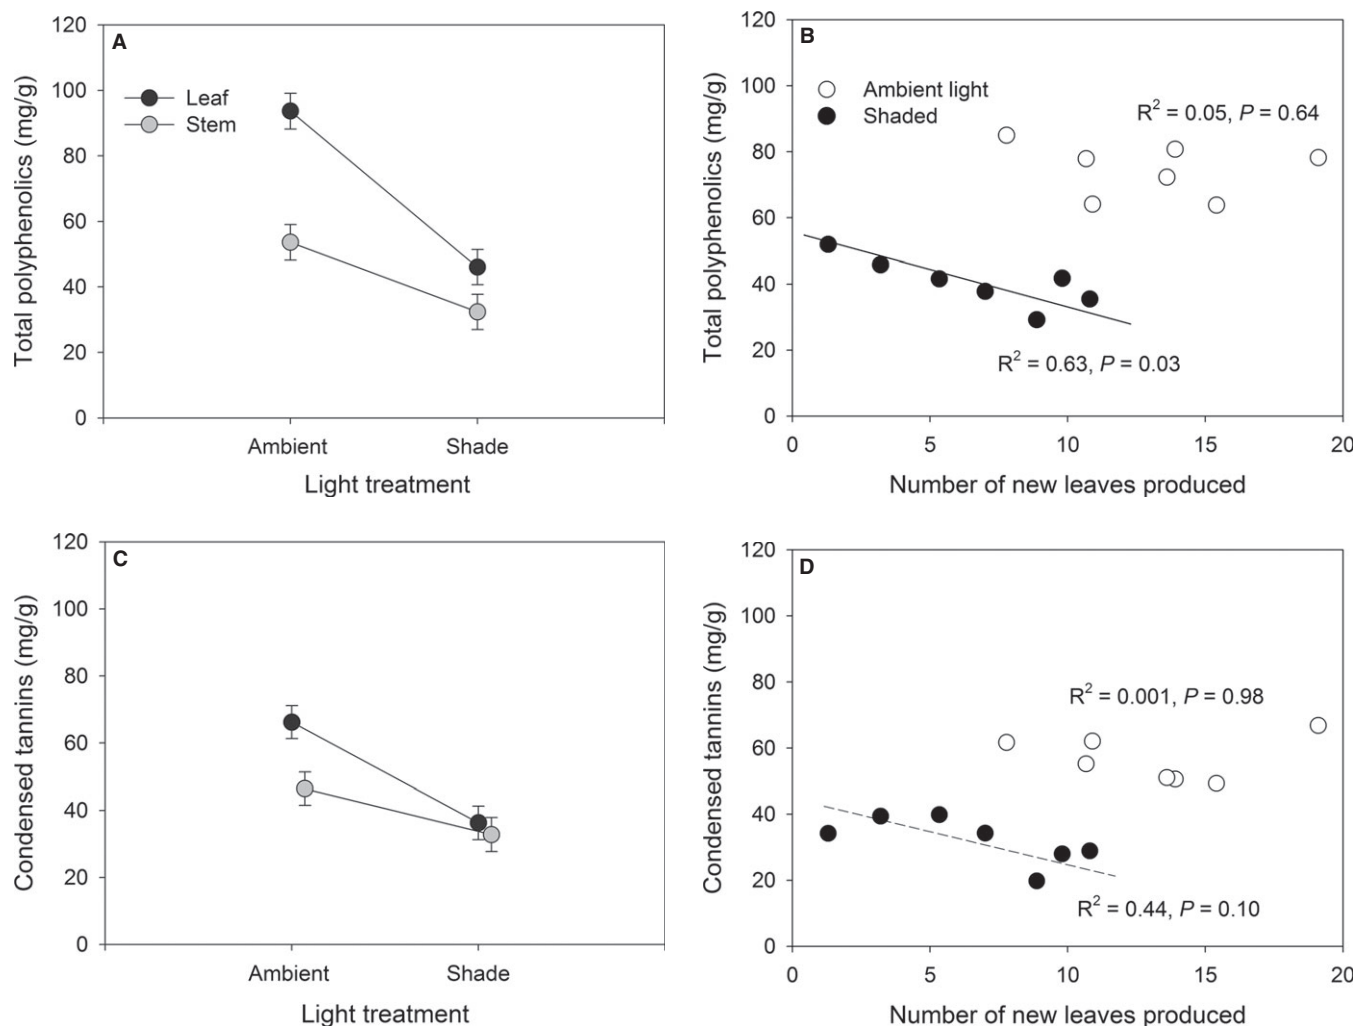 A
Total polyphenolics (mg/g)
120
100
80
60
40
20
0
Leaf
Stem
Ambient Shade
Light treatment
B
Total polyphenolics (mg/g)
120
100
80
60
40
20
0
Ambient light
Shaded
R² = 0.05, P = 0.64
R² = 0.63, P = 0.03
0 5 10 15 20
Number of new leaves produced
C
Condensed tannins (mg/g)
120
100
80
60
40
20
0
Ambient Shade
Light treatment
D
Condensed tannins (mg/g)
120
100
80
60
40
20
0
R² = 0.001, P = 0.98
R² = 0.44, P = 0.10
0 5 10 15 20
Number of new leaves produced